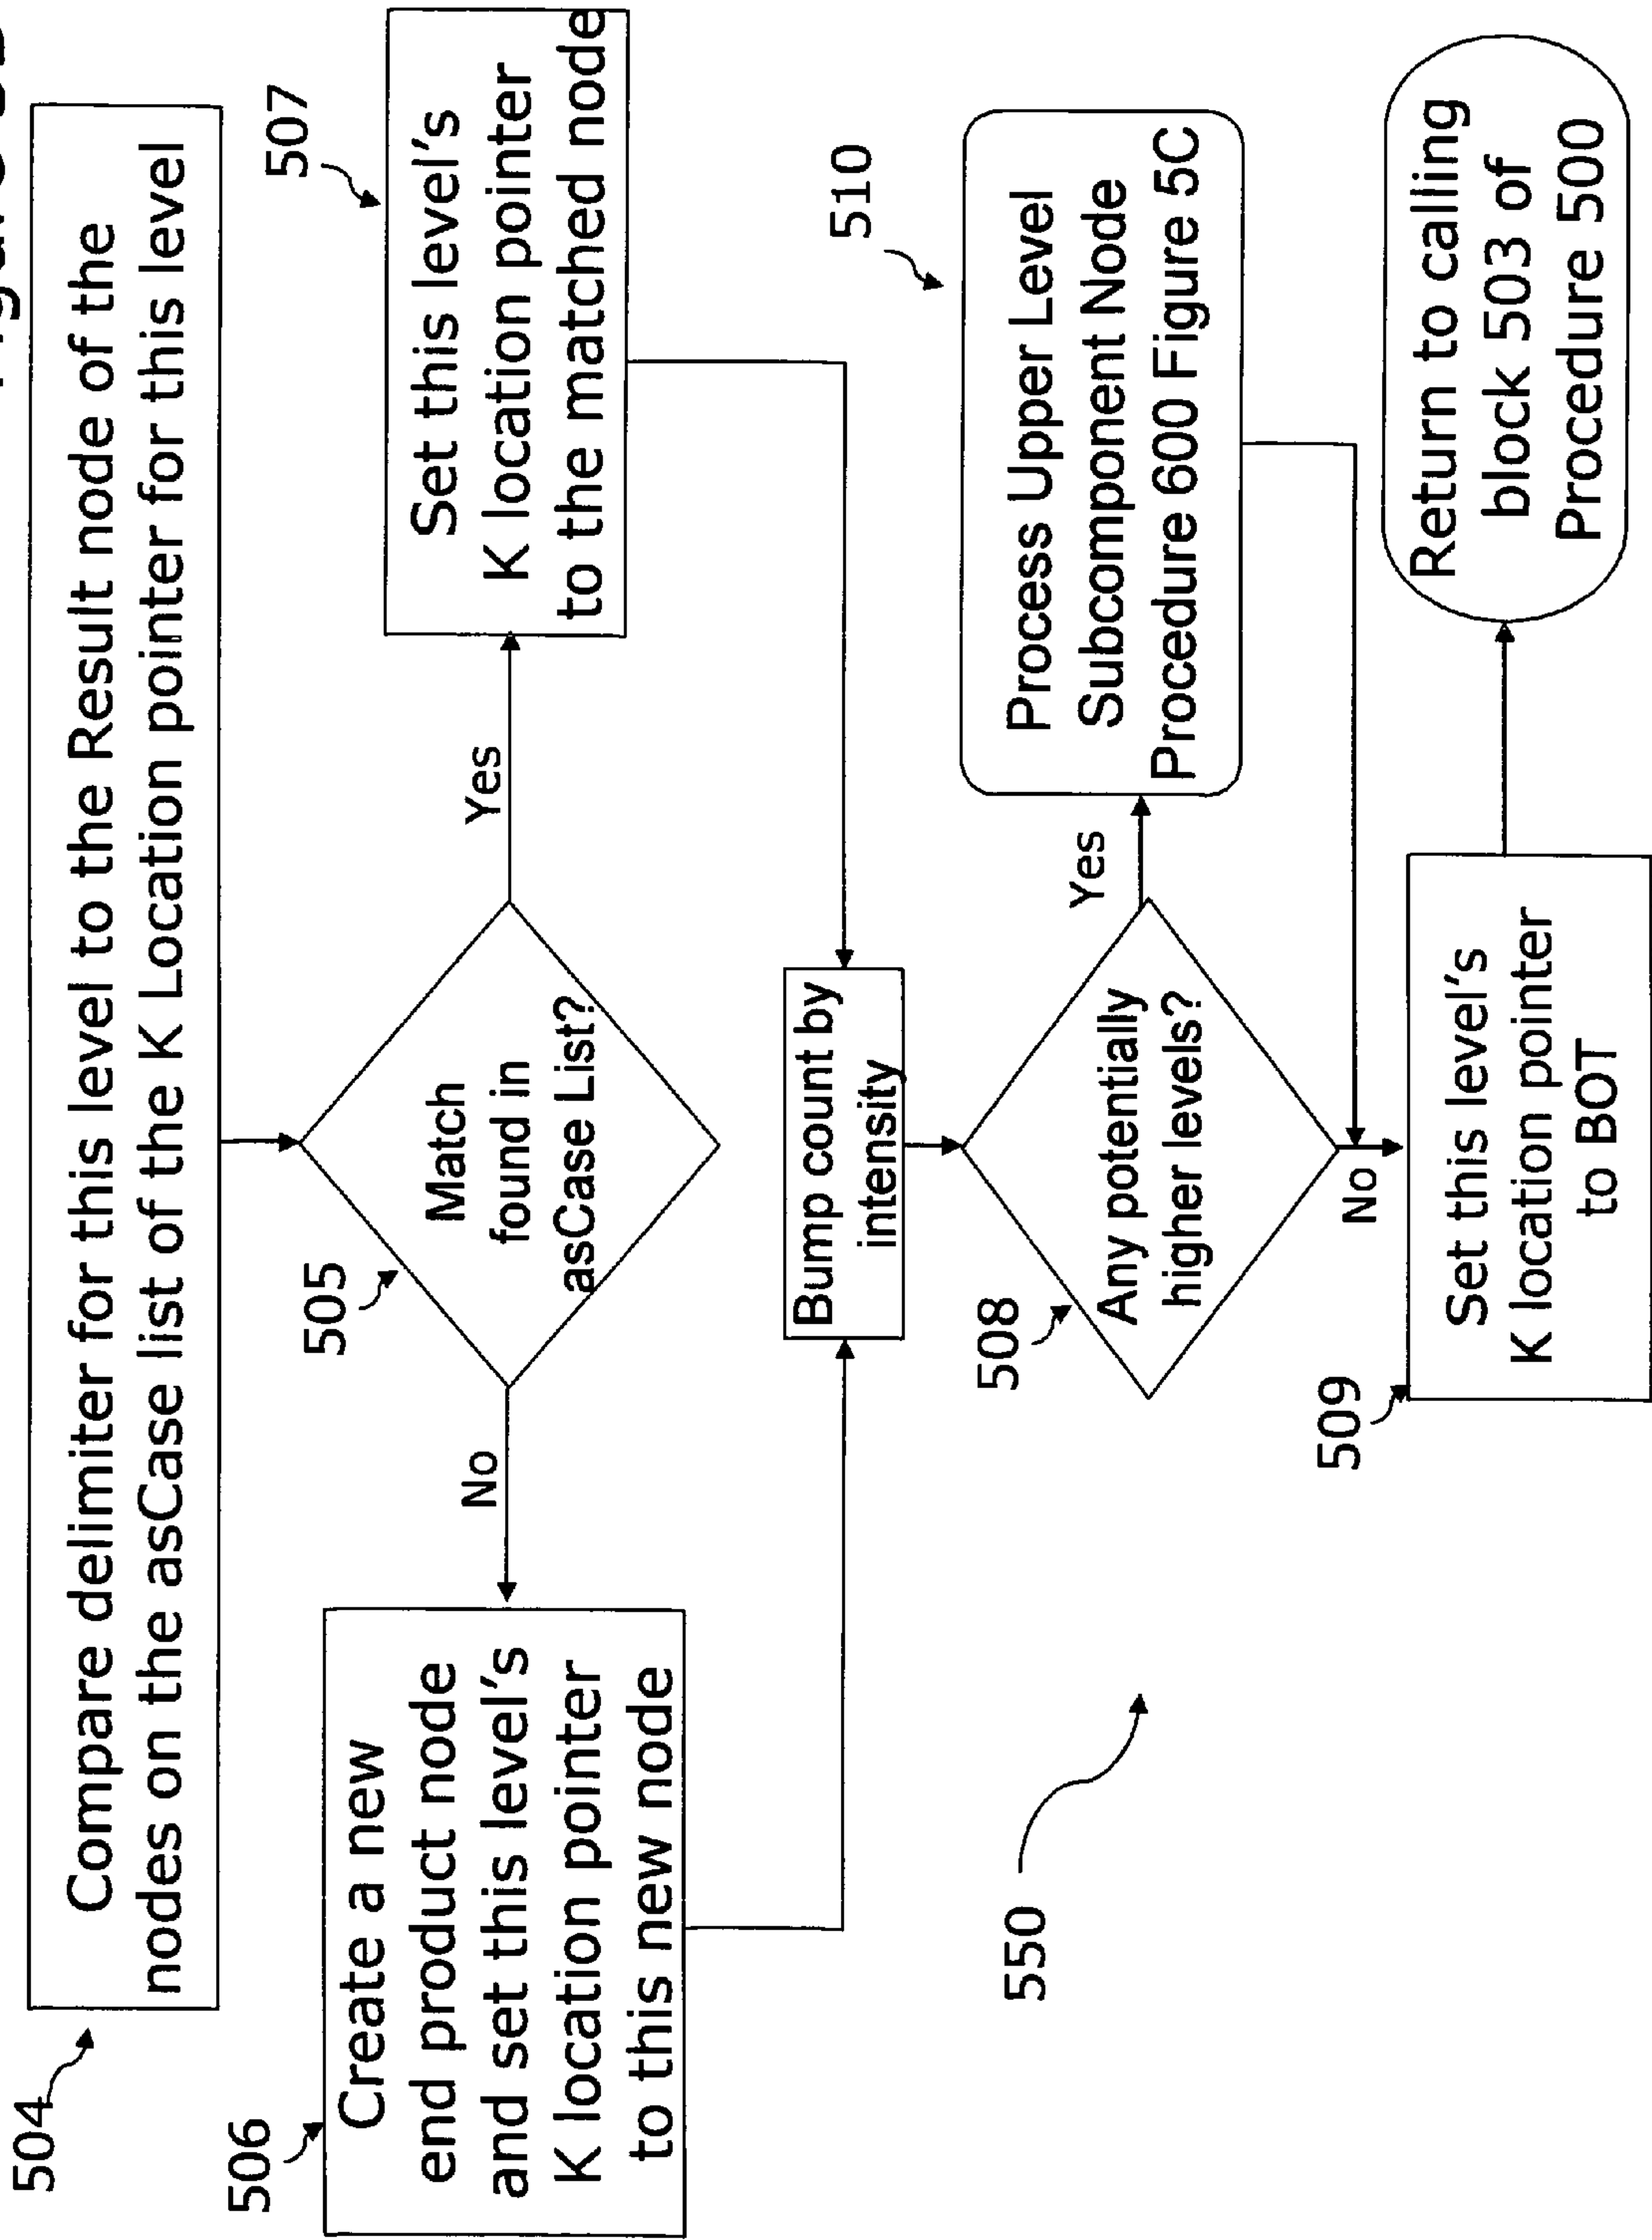 504
Compare delimiter for this level to the Result node of the
nodes on the asCase list of the K Location pointer for this level
505
Match
found in
asCase List?
No
Yes
506
Create a new
end product node
and set this level's
K location pointer
to this new node
507
Set this level's
K location pointer
to the matched node
Bump count by
intensity
508
Any potentially
higher levels?
Yes
No
510
Process Upper Level
Subcomponent Node
Procedure 600 Figure 5C
550
509
Set this level's
K location pointer
to BOT
Return to calling
block 503 of
Procedure 500